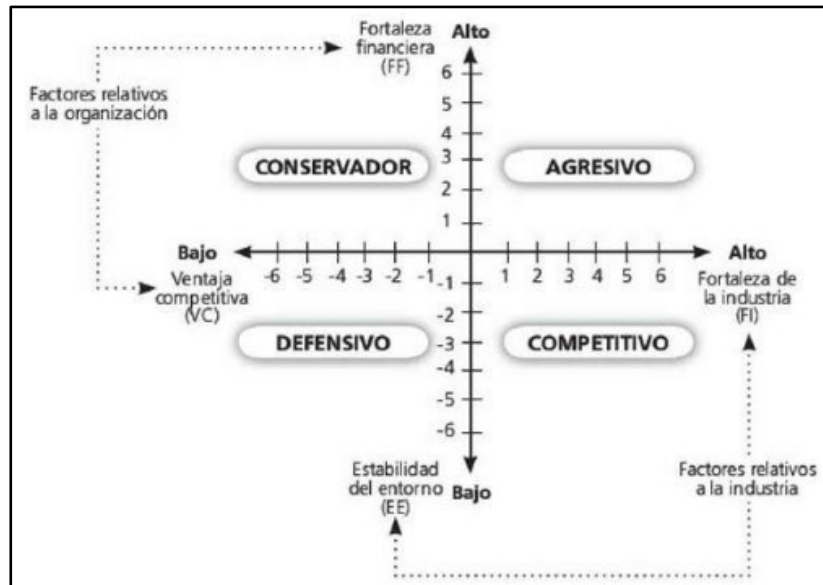 Fortaleza
financiera
(FF)
Alto
Factores relativos
a la organización
6
5
4
3
2
1
CONSERVADOR
AGRESIVO
Bajo
Alto
-6 -5 -4 -3 -2 -1
1 2 3 4 5 6
Ventaja
competitiva
(VC)
Fortaleza de
la industria
(FI)
-1
-2
-3
-4
-5
-6
DEFENSIVO
COMPETITIVO
Estabilidad
del entorno
(EE)
Bajo
Factores relativos
a la industria